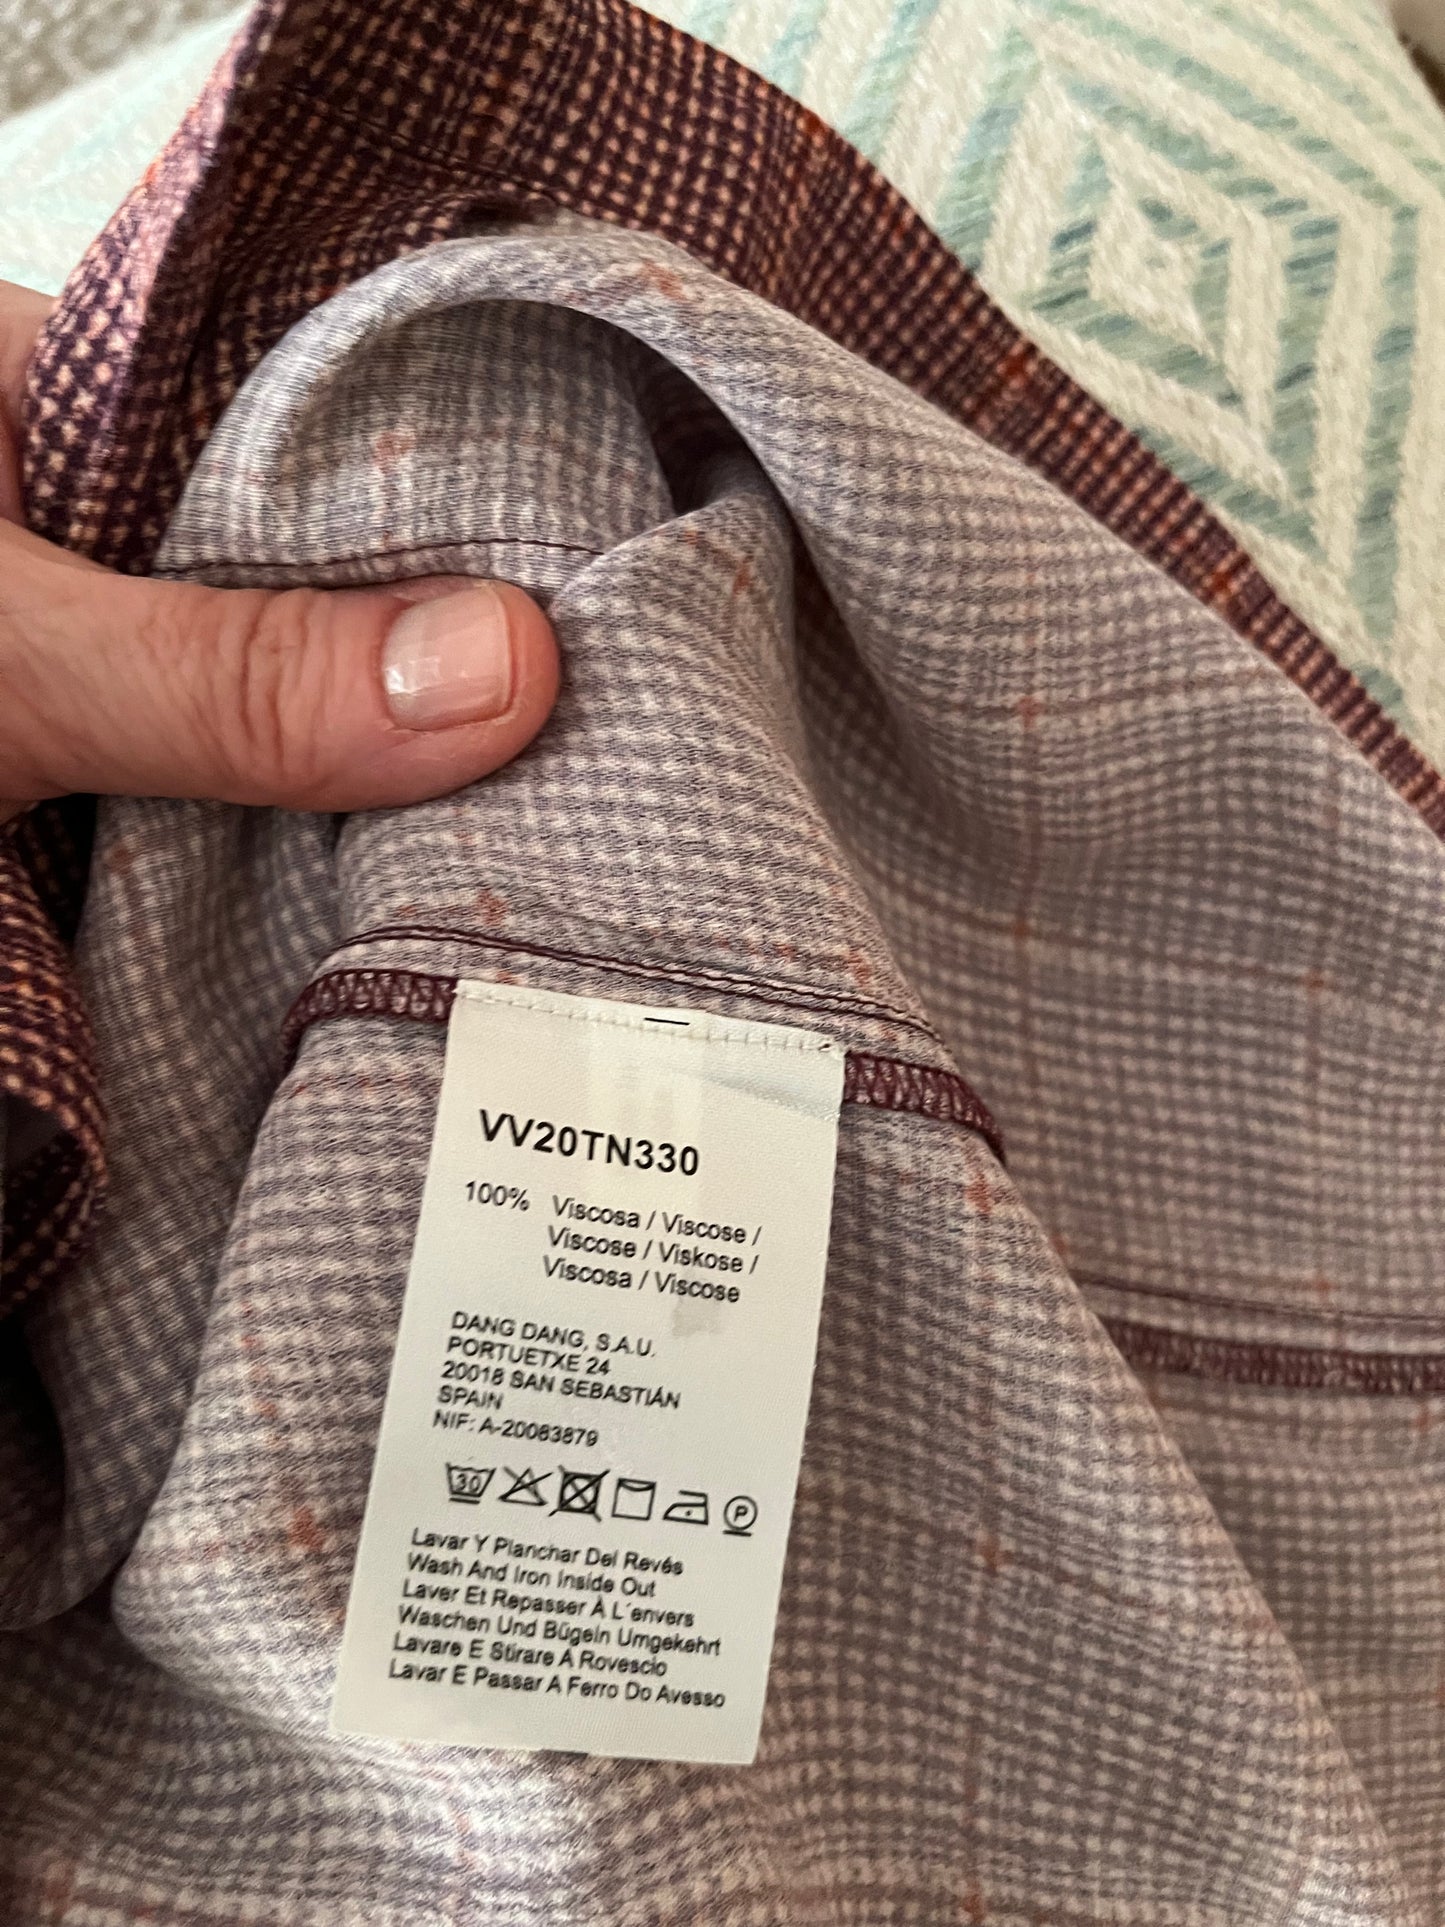 VV20TN330
100% Viscosa / Viscose /
Viscose / Viskose /
Viscosa / Viscose
DANG DANG, S.A.U.
PORTUETXE 24
20018 SAN SEBASTIÁN
SPAIN
NIF: A-20083879
30 P
Lavar Y Planchar Del Revés
Wash And Iron Inside Out
Laver Et Repasser À L´envers
Waschen Und Bügeln Umgekehrt
Lavare E Stirare A Rovescio
Lavar E Passar A Ferro Do Avesso